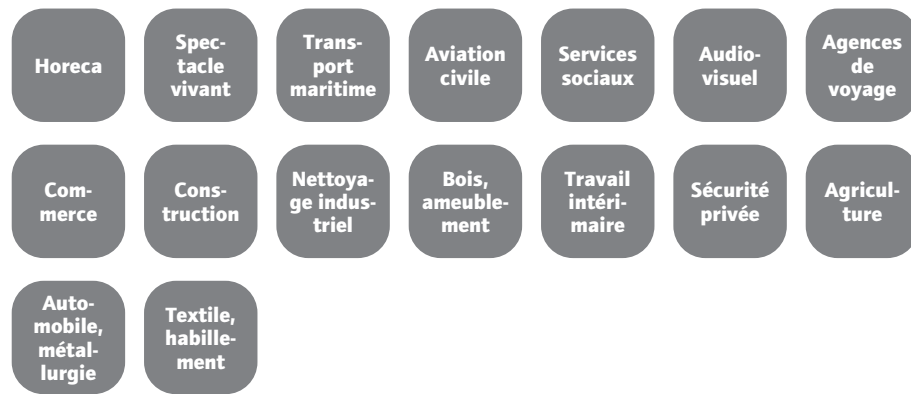 Horeca
Spec-
tacle
vivant
Trans-
port
maritime
Aviation
civile
Services
sociaux
Audio-
visuel
Agences
de
voyage
Com-
merce
Cons-
truction
Nettoya-
ge indus-
triel
Bois,
ameuble-
ment
Travail
intéri-
maire
Sécurité
privée
Agricul-
ture
Auto-
mobile,
métal-
lurgie
Textile,
habille-
ment